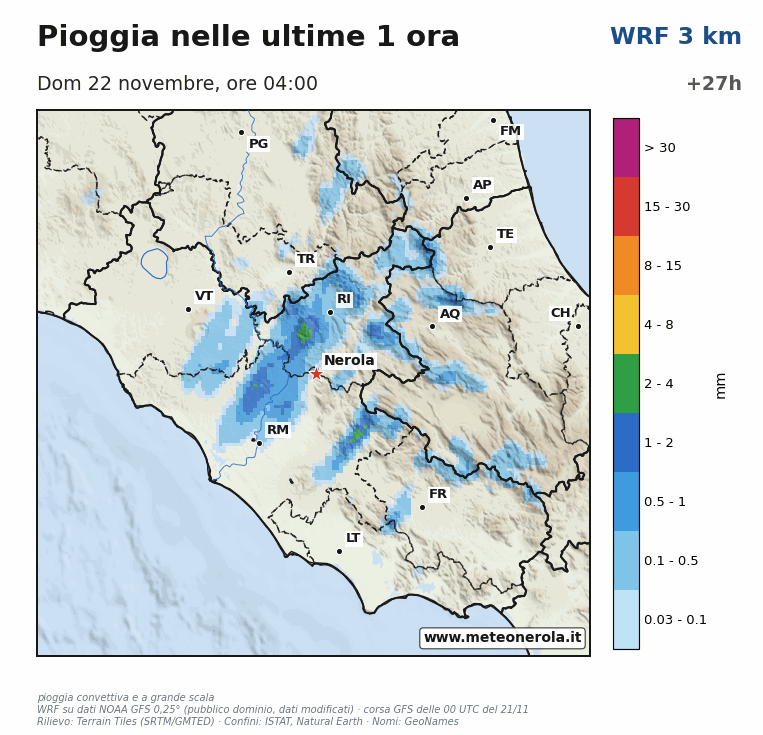 Pioggia nelle ultime 1 ora
WRF 3 km
Dom 22 novembre, ore 04:00
+27h
FM
PG
AP
TE
TR
VT
RI
AQ
CH
Nerola
RM
FR
LT
www.meteonerola.it
> 30
15 - 30
8 - 15
4 - 8
2 - 4
1 - 2
0.5 - 1
0.1 - 0.5
0.03 - 0.1
mm
pioggia convettiva e a grande scala
WRF su dati NOAA GFS 0,25° (pubblico dominio, dati modificati) · corsa GFS delle 00 UTC del 21/11
Rilievo: Terrain Tiles (SRTM/GMTED) · Confini: ISTAT, Natural Earth · Nomi: GeoNames